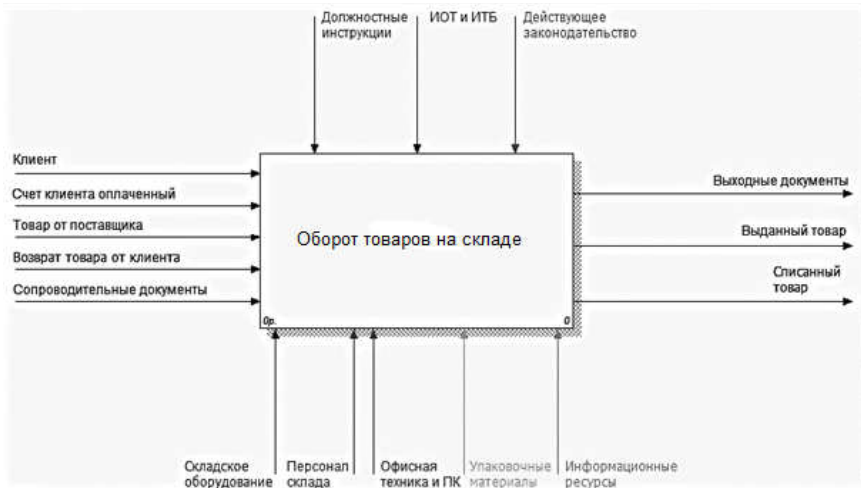 Должностные
инструкции
ИОТ и ИТБ
Действующее
законодательство
Клиент
Счет клиента оплаченный
Товар от поставщика
Возврат товара от клиента
Сопроводительные документы
Оборот товаров на складе
0р.
0
Выходные документы
Выданный товар
Списанный
товар
Складское
оборудование
Персонал
склада
Офисная
техника и ПК
Упаковочные
материалы
Информационные
ресурсы